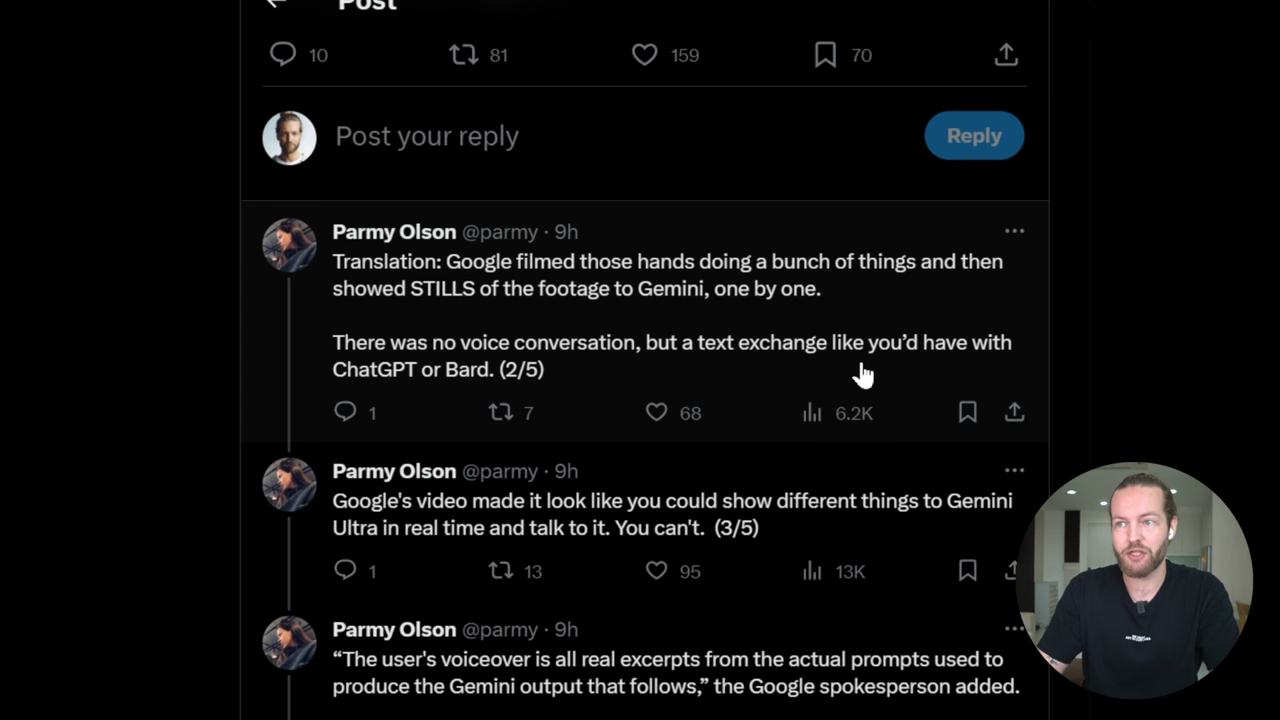 Post
10 81 159 70
Post your reply
Reply
Parmy Olson @parmy · 9h
Translation: Google filmed those hands doing a bunch of things and then
showed STILLS of the footage to Gemini, one by one.
There was no voice conversation, but a text exchange like you’d have with
ChatGPT or Bard. (2/5)
1 7 68 6.2K
Parmy Olson @parmy · 9h
Google's video made it look like you could show different things to Gemini
Ultra in real time and talk to it. You can't. (3/5)
1 13 95 13K
Parmy Olson @parmy · 9h
“The user's voiceover is all real excerpts from the actual prompts used to
produce the Gemini output that follows,” the Google spokesperson added.